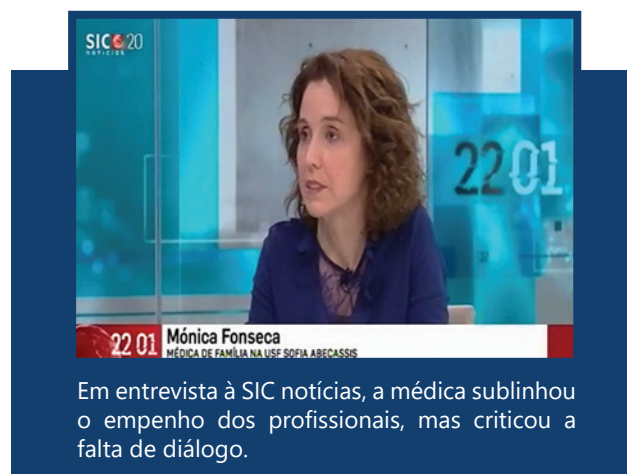 SIC 20
NOTÍCIAS
22 01
22 01 Mónica Fonseca
MÉDICA DE FAMÍLIA NA USF SOFIA ABECASSIS
Em entrevista à SIC notícias, a médica sublinhou
o empenho dos profissionais, mas criticou a
falta de diálogo.